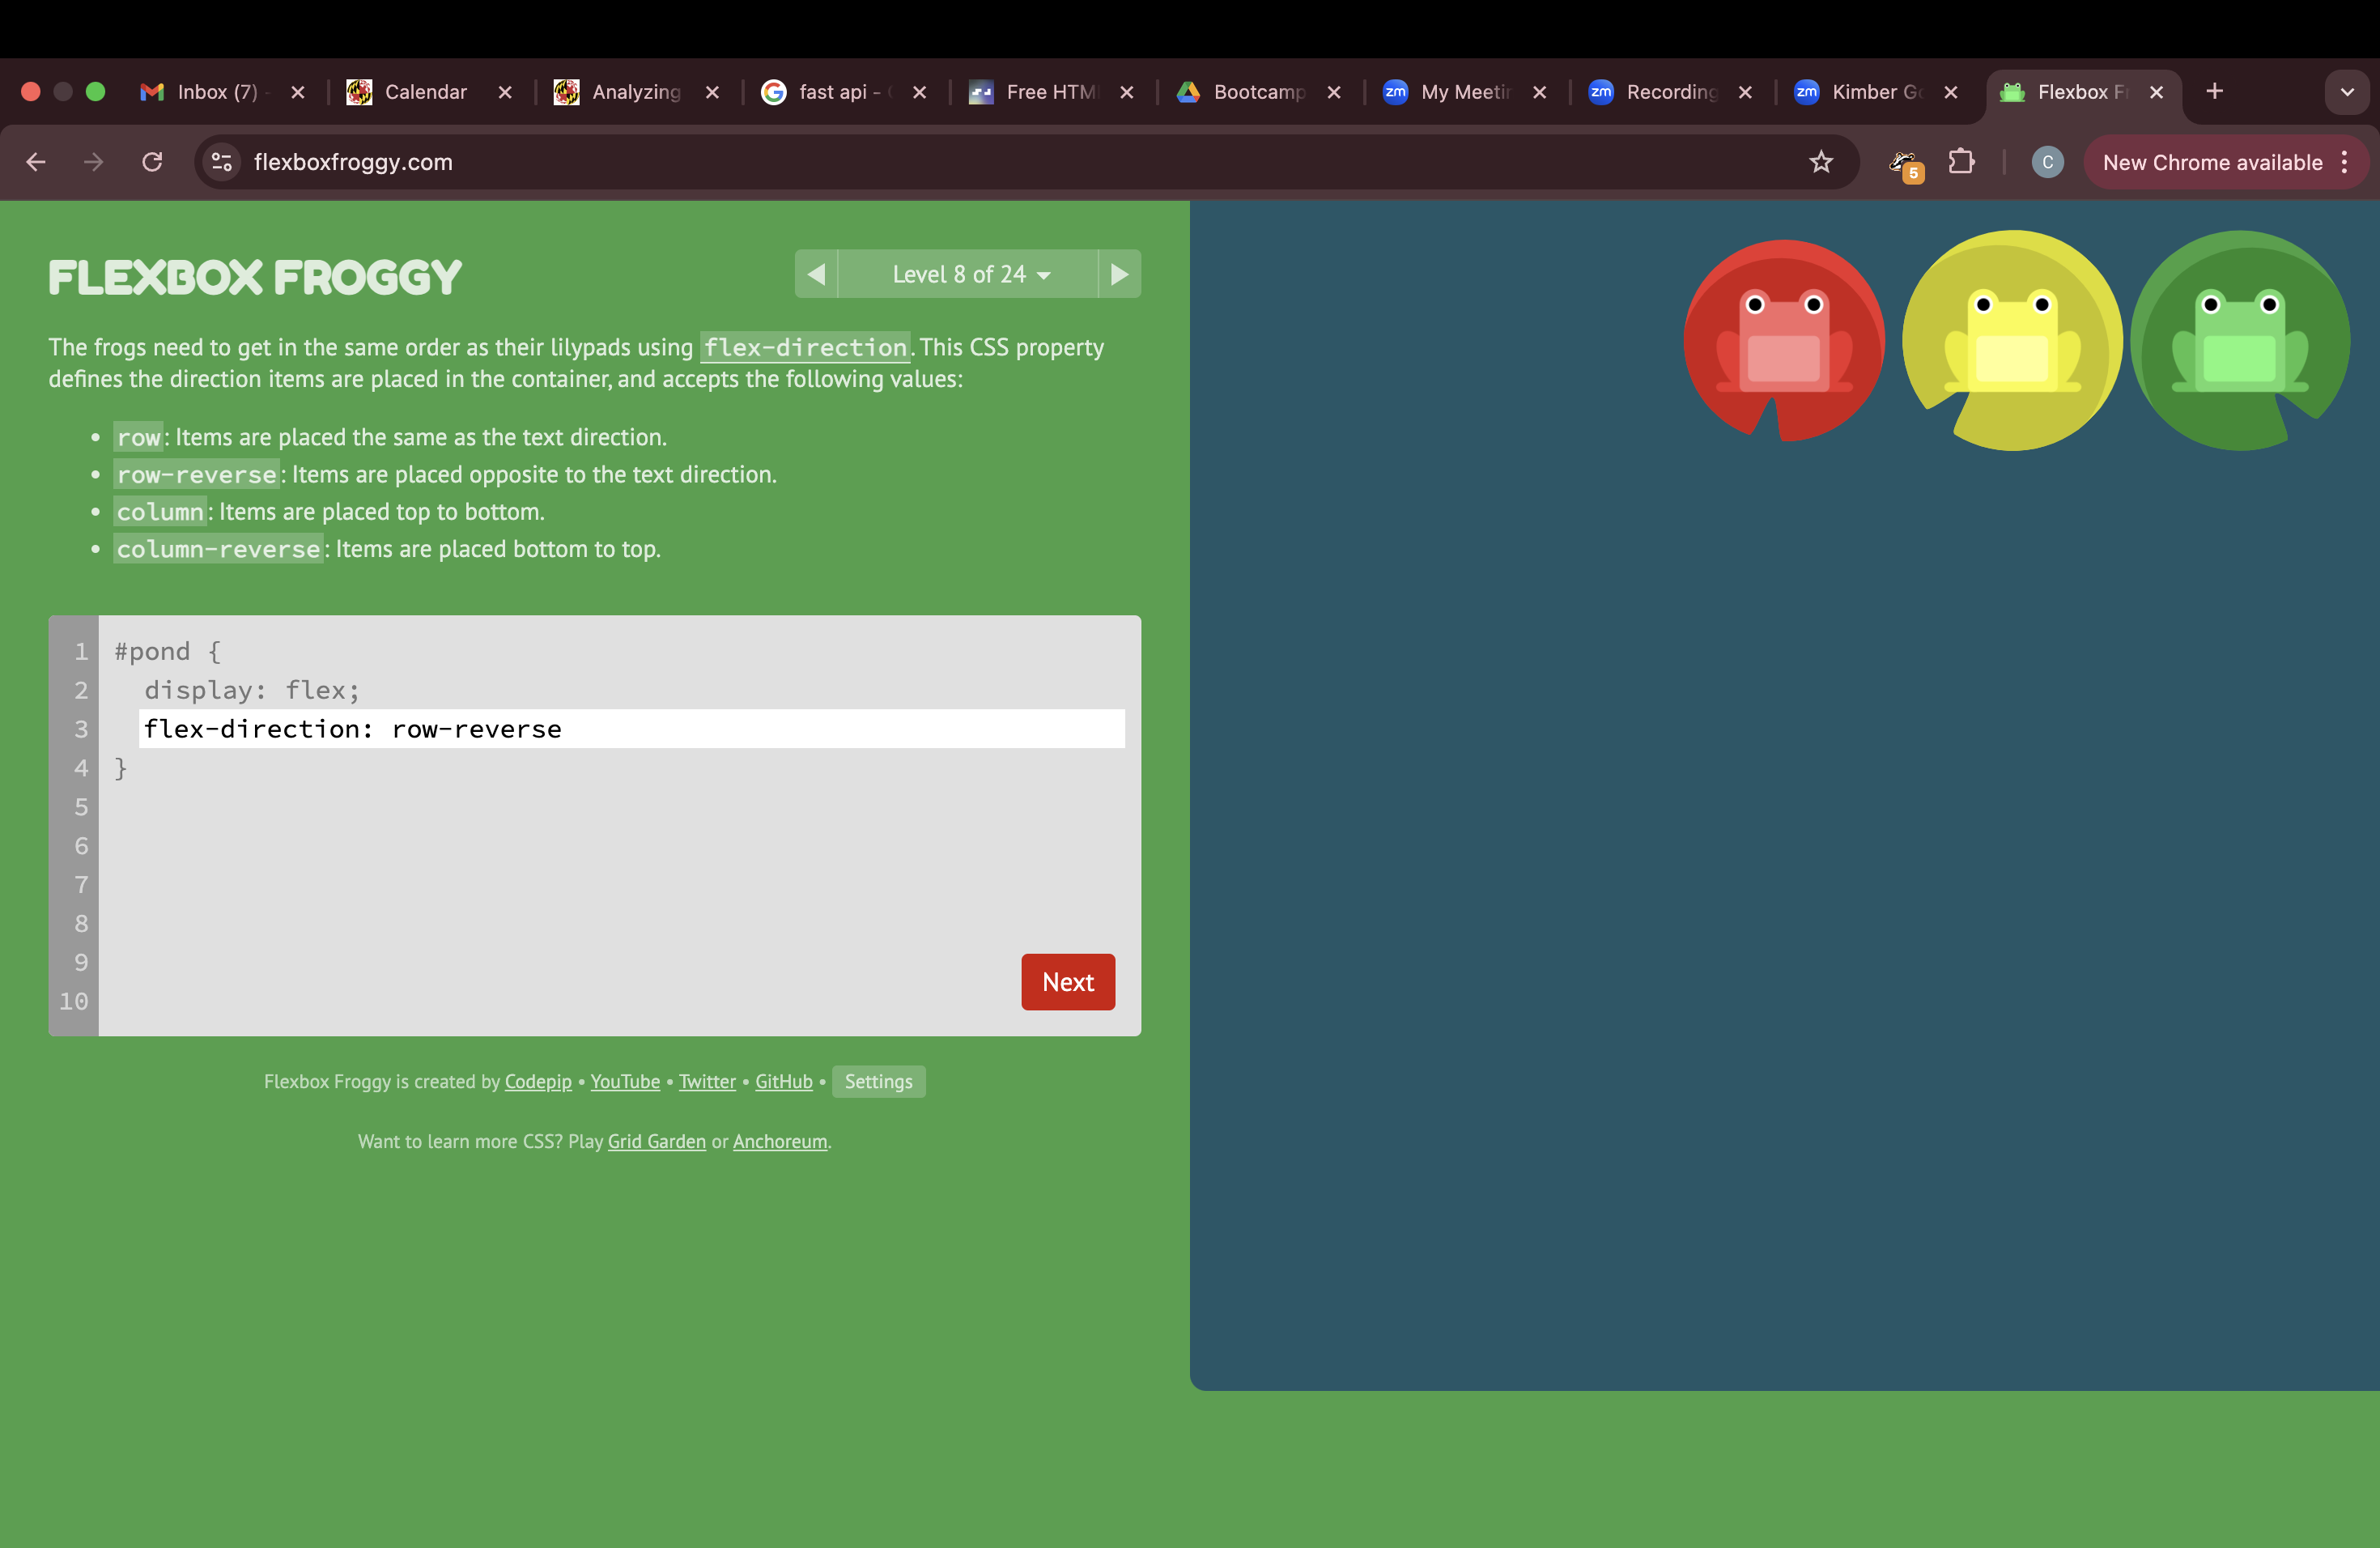 Inbox (7) Calendar Analyzing fast api - Free HTM Bootcamp My Meetin Recording Kimber G Flexbox F
flexboxfroggy.com 5 C New Chrome available
FLEXBOX FROGGY
Level 8 of 24
The frogs need to get in the same order as their lilypads using flex-direction. This CSS property
defines the direction items are placed in the container, and accepts the following values:
• row: Items are placed the same as the text direction.
• row-reverse: Items are placed opposite to the text direction.
• column: Items are placed top to bottom.
• column-reverse: Items are placed bottom to top.
1 #pond {
2 display: flex;
3 flex-direction: row-reverse
4 }
5
6
7
8
9
10
Next
Flexbox Froggy is created by Codepip • YouTube • Twitter • GitHub • Settings
Want to learn more CSS? Play Grid Garden or Anchoreum.